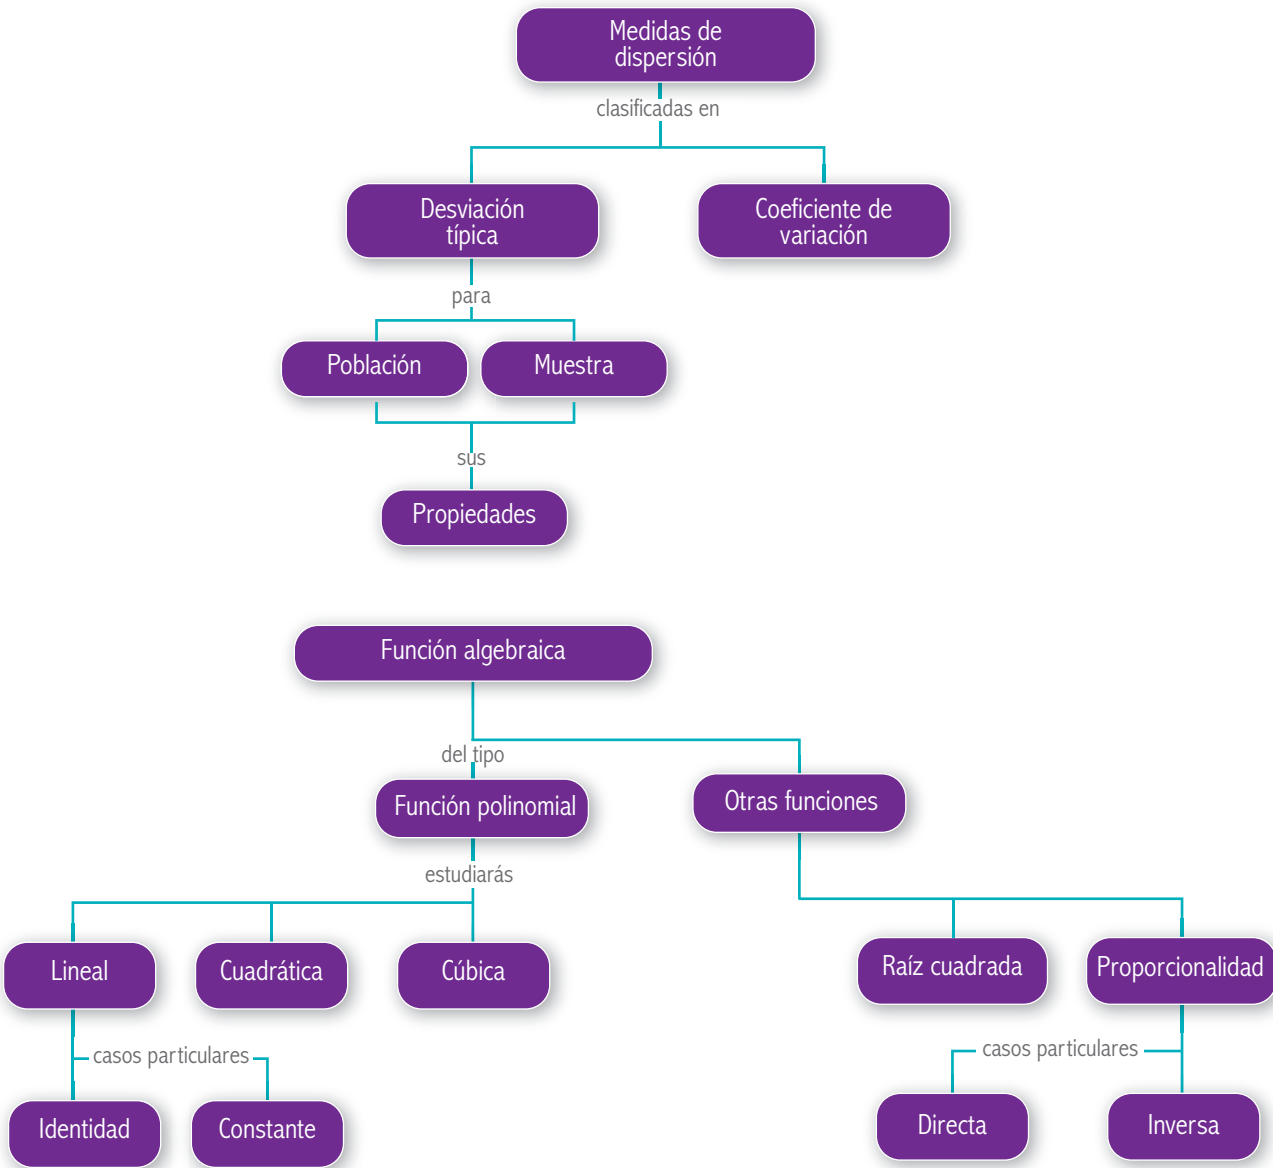 Medidas de
dispersión
clasificadas en
Desviación
típica
Coeficiente de
variación
para
Población
Muestra
sus
Propiedades
Función algebraica
del tipo
Función polinomial
Otras funciones
estudiarás
Lineal
Cuadrática
Cúbica
Raíz cuadrada
Proporcionalidad
casos particulares
casos particulares
Identidad
Constante
Directa
Inversa